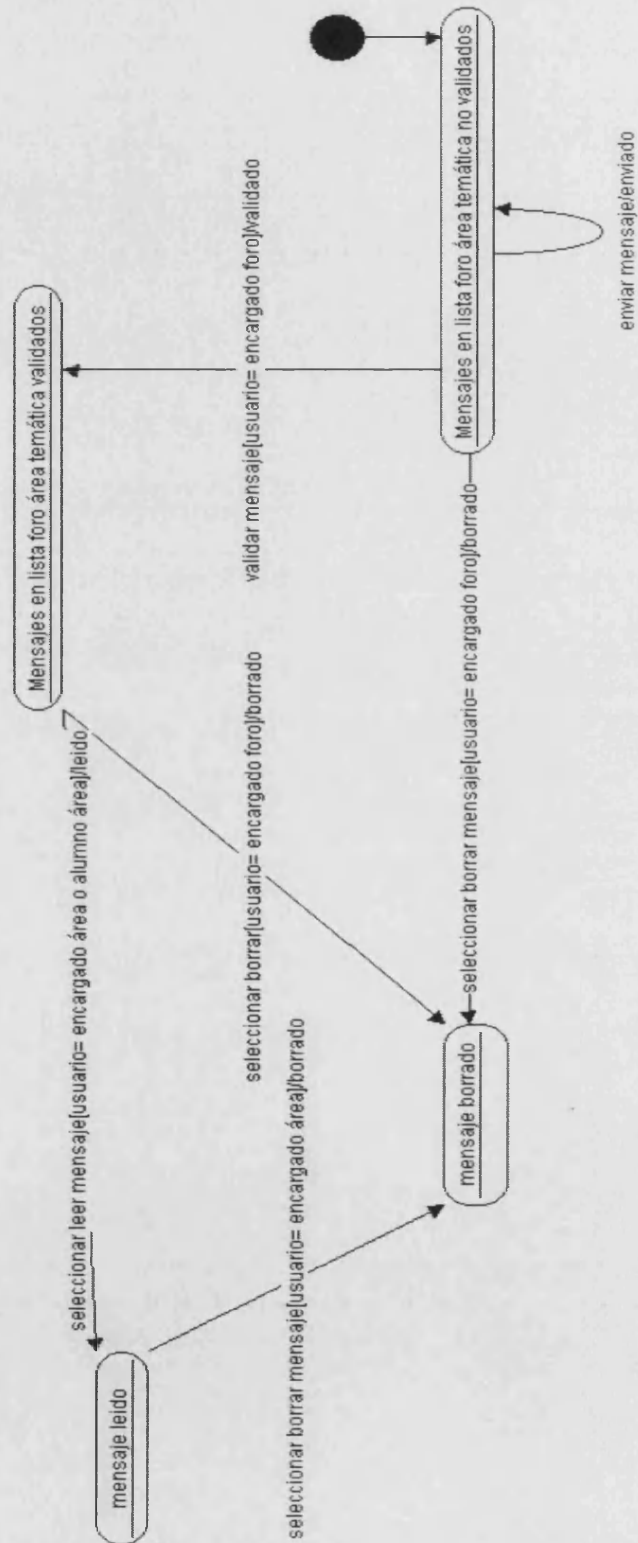 Mensajes en lista foro área temática no validados
enviar mensaje/enviado
validar mensaje[usuario= encargado foro]/validado
Mensajes en lista foro área temática validados
seleccionar borrar mensaje[usuario= encargado foro]/borrado
seleccionar borrar[usuario= encargado foro]/borrado
seleccionar leer mensaje[usuario= encargado área o alumno área]/leido
mensaje borrado
seleccionar borrar mensaje[usuario= encargado área]/borrado
mensaje leido